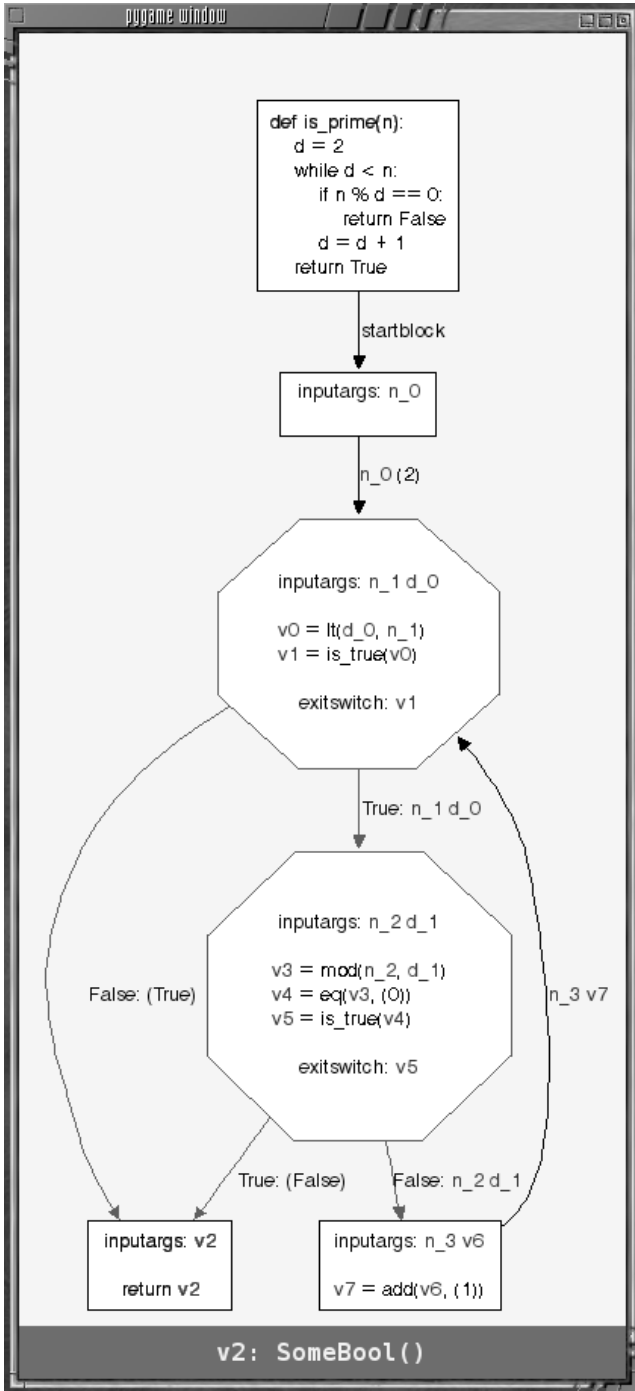 pygame window
def is_prime(n):
d = 2
while d < n:
if n % d == 0:
return False
d = d + 1
return True
startblock
inputargs: n_0
n_0 (2)
inputargs: n_1 d_0
v0 = lt(d_0, n_1)
v1 = is_true(v0)
exitswitch: v1
True: n_1 d_0
inputargs: n_2 d_1
v3 = mod(n_2, d_1)
v4 = eq(v3, (0))
v5 = is_true(v4)
exitswitch: v5
False: (True)
n_3 v7
True: (False)
False: n_2 d_1
inputargs: v2
return v2
inputargs: n_3 v6
v7 = add(v6, (1))
v2: SomeBool()